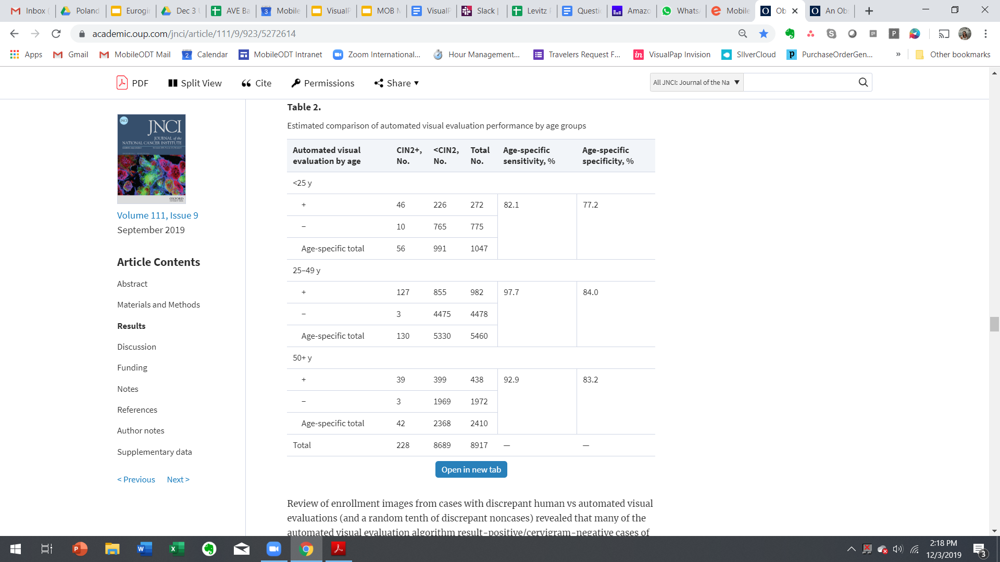 Inbox (
Poland
Eurogi
Dec 3 U
AVE Ba
Mobile
VisualP
MOB M
VisualP
Slack |
Levitz F
Questi
Amazo
Whats
Mobile
Ob
An Ob
academic.oup.com/jnci/article/111/9/923/5272614
Apps
Gmail
MobileODT Mail
Calendar
MobileODT Intranet
Zoom International...
Hour Management...
Travelers Request F...
VisualPap Invision
SIlverCloud
PurchaseOrderGen...
»
Other bookmarks
PDF
Split View
Cite
Permissions
Share ▼
All JNCI: Journal of the Na ▼
JNCI
JOURNAL of the
NATIONAL CANCER INSTITUTE
OXFORD
Volume 111, Issue 9
September 2019
Article Contents
Abstract
Materials and Methods
Results
Discussion
Funding
Notes
References
Author notes
Supplementary data
< Previous Next >
Table 2.
Estimated comparison of automated visual evaluation performance by age groups
Automated visual evaluation by age CIN2+, No. <CIN2, No. Total No. Age-specific sensitivity, % Age-specific specificity, %
<25 y
+ 46 226 272 82.1 77.2
− 10 765 775
Age-specific total 56 991 1047
25–49 y
+ 127 855 982 97.7 84.0
− 3 4475 4478
Age-specific total 130 5330 5460
50+ y
+ 39 399 438 92.9 83.2
− 3 1969 1972
Age-specific total 42 2368 2410
Total 228 8689 8917 — —
Open in new tab
Review of enrollment images from cases with discrepant human vs automated visual
evaluations (and a random tenth of discrepant noncases) revealed that many of the
automated visual evaluation algorithm result-positive/cervigram-negative cases of
2:18 PM
12/3/2019
3